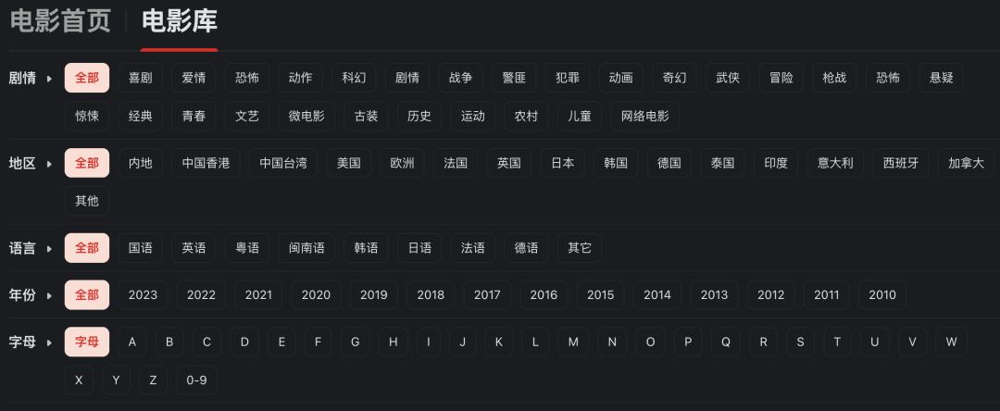 电影首页 电影库
剧情 全部 喜剧 爱情 恐怖 动作 科幻 剧情 战争 警匪 犯罪 动画 奇幻 武侠 冒险 枪战 恐怖 悬疑
惊悚 经典 青春 文艺 微电影 古装 历史 运动 农村 儿童 网络电影
地区 全部 内地 中国香港 中国台湾 美国 欧洲 法国 英国 日本 韩国 德国 泰国 印度 意大利 西班牙 加拿大
其他
语言 全部 国语 英语 粤语 闽南语 韩语 日语 法语 德语 其它
年份 全部 2023 2022 2021 2020 2019 2018 2017 2016 2015 2014 2013 2012 2011 2010
字母 字母 A B C D E F G H I J K L M N O P Q R S T U V W
X Y Z 0-9